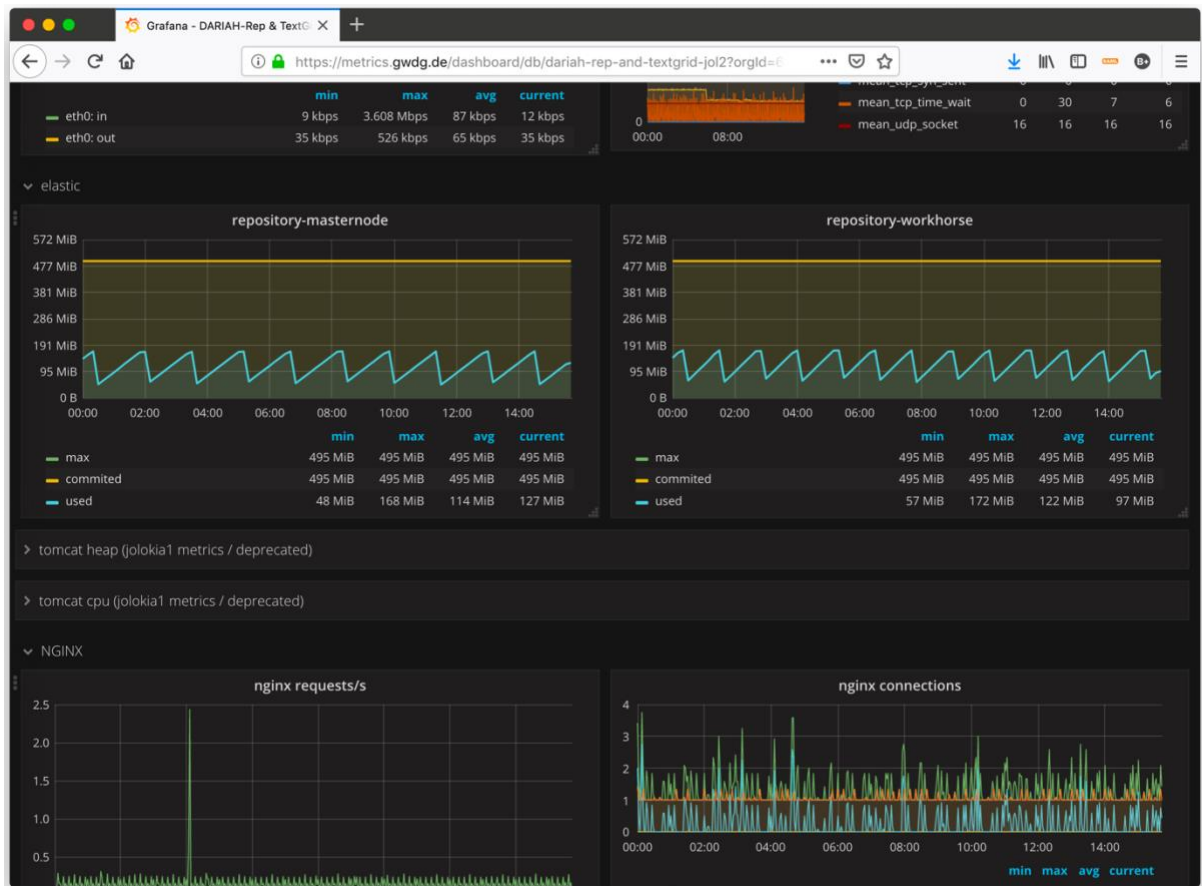 Grafana - DARIAH-Rep & TextG
https://metrics.gwdg.de/dashboard/db/dariah-rep-and-textgrid-jol2?orgId=
min max avg current
eth0: in 9 kbps 3.608 Mbps 87 kbps 12 kbps
eth0: out 35 kbps 526 kbps 65 kbps 35 kbps
0
00:00 08:00
mean_tcp_syn_sent
mean_tcp_time_wait 0 30 7 6
mean_udp_socket 16 16 16 16
elastic
repository-masternode
572 MiB
477 MiB
381 MiB
286 MiB
191 MiB
95 MiB
0 B
00:00 02:00 04:00 06:00 08:00 10:00 12:00 14:00
min max avg current
max 495 MiB 495 MiB 495 MiB 495 MiB
commited 495 MiB 495 MiB 495 MiB 495 MiB
used 48 MiB 168 MiB 114 MiB 127 MiB
repository-workhorse
572 MiB
477 MiB
381 MiB
286 MiB
191 MiB
95 MiB
0 B
00:00 02:00 04:00 06:00 08:00 10:00 12:00 14:00
min max avg current
max 495 MiB 495 MiB 495 MiB 495 MiB
commited 495 MiB 495 MiB 495 MiB 495 MiB
used 57 MiB 172 MiB 122 MiB 97 MiB
tomcat heap (jolokia1 metrics / deprecated)
tomcat cpu (jolokia1 metrics / deprecated)
NGINX
nginx requests/s
2.5
2.0
1.5
1.0
0.5
nginx connections
4
3
2
1
0
00:00 02:00 04:00 06:00 08:00 10:00 12:00 14:00
min max avg current